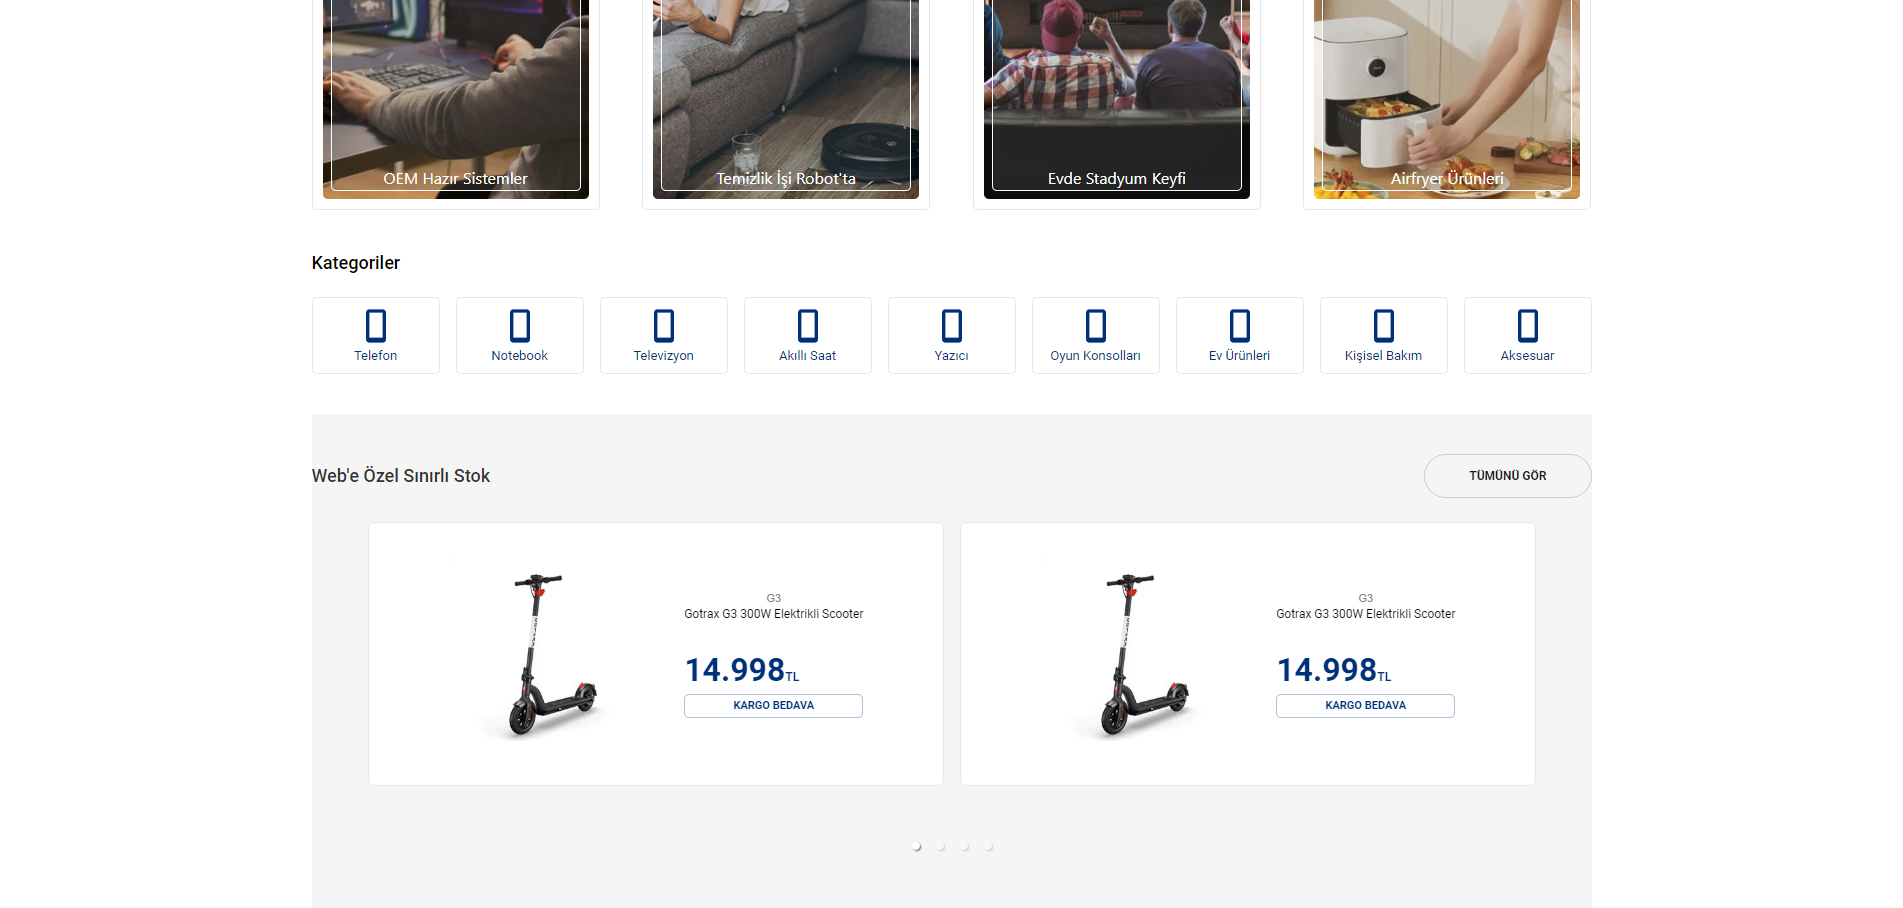 OEM Hazır Sistemler
Temizlik İşi Robot'ta
Evde Stadyum Keyfi
Airfryer Ürünleri
Kategoriler
Telefon
Notebook
Televizyon
Akıllı Saat
Yazıcı
Oyun Konsolları
Ev Ürünleri
Kişisel Bakım
Aksesuar
Web'e Özel Sınırlı Stok
TÜMÜNÜ GÖR
G3
Gotrax G3 300W Elektrikli Scooter
14.998TL
KARGO BEDAVA
G3
Gotrax G3 300W Elektrikli Scooter
14.998TL
KARGO BEDAVA